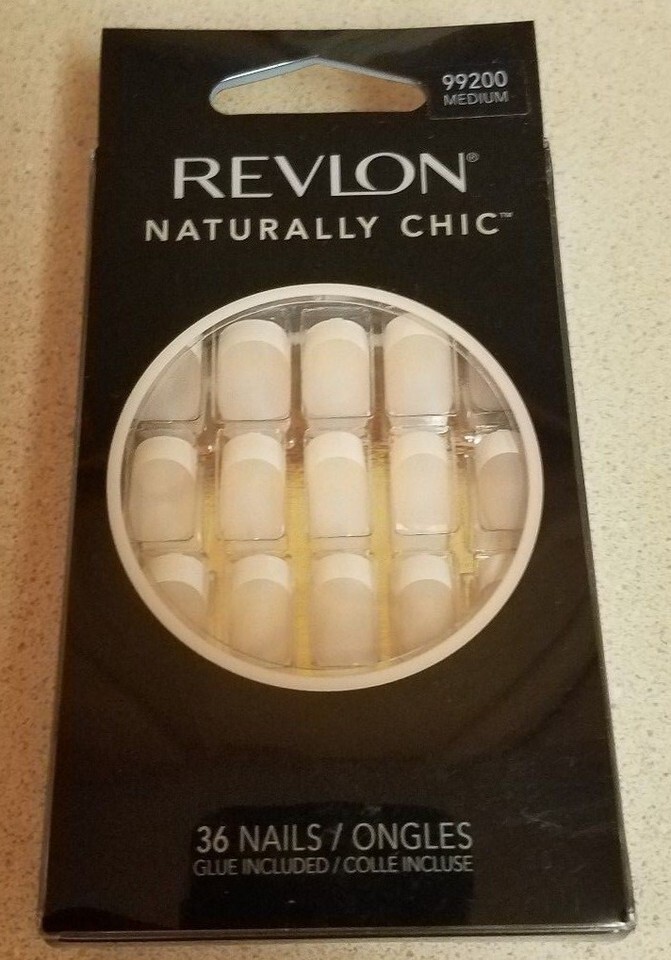 99200
MEDIUM
REVLON®
NATURALLY CHIC™
36 NAILS / ONGLES
GLUE INCLUDED / COLLE INCLUSE